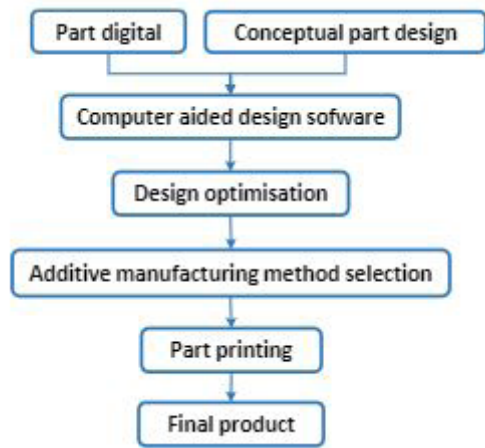 Part digital
Conceptual part design
Computer aided design sofware
Design optimisation
Additive manufacturing method selection
Part printing
Final product